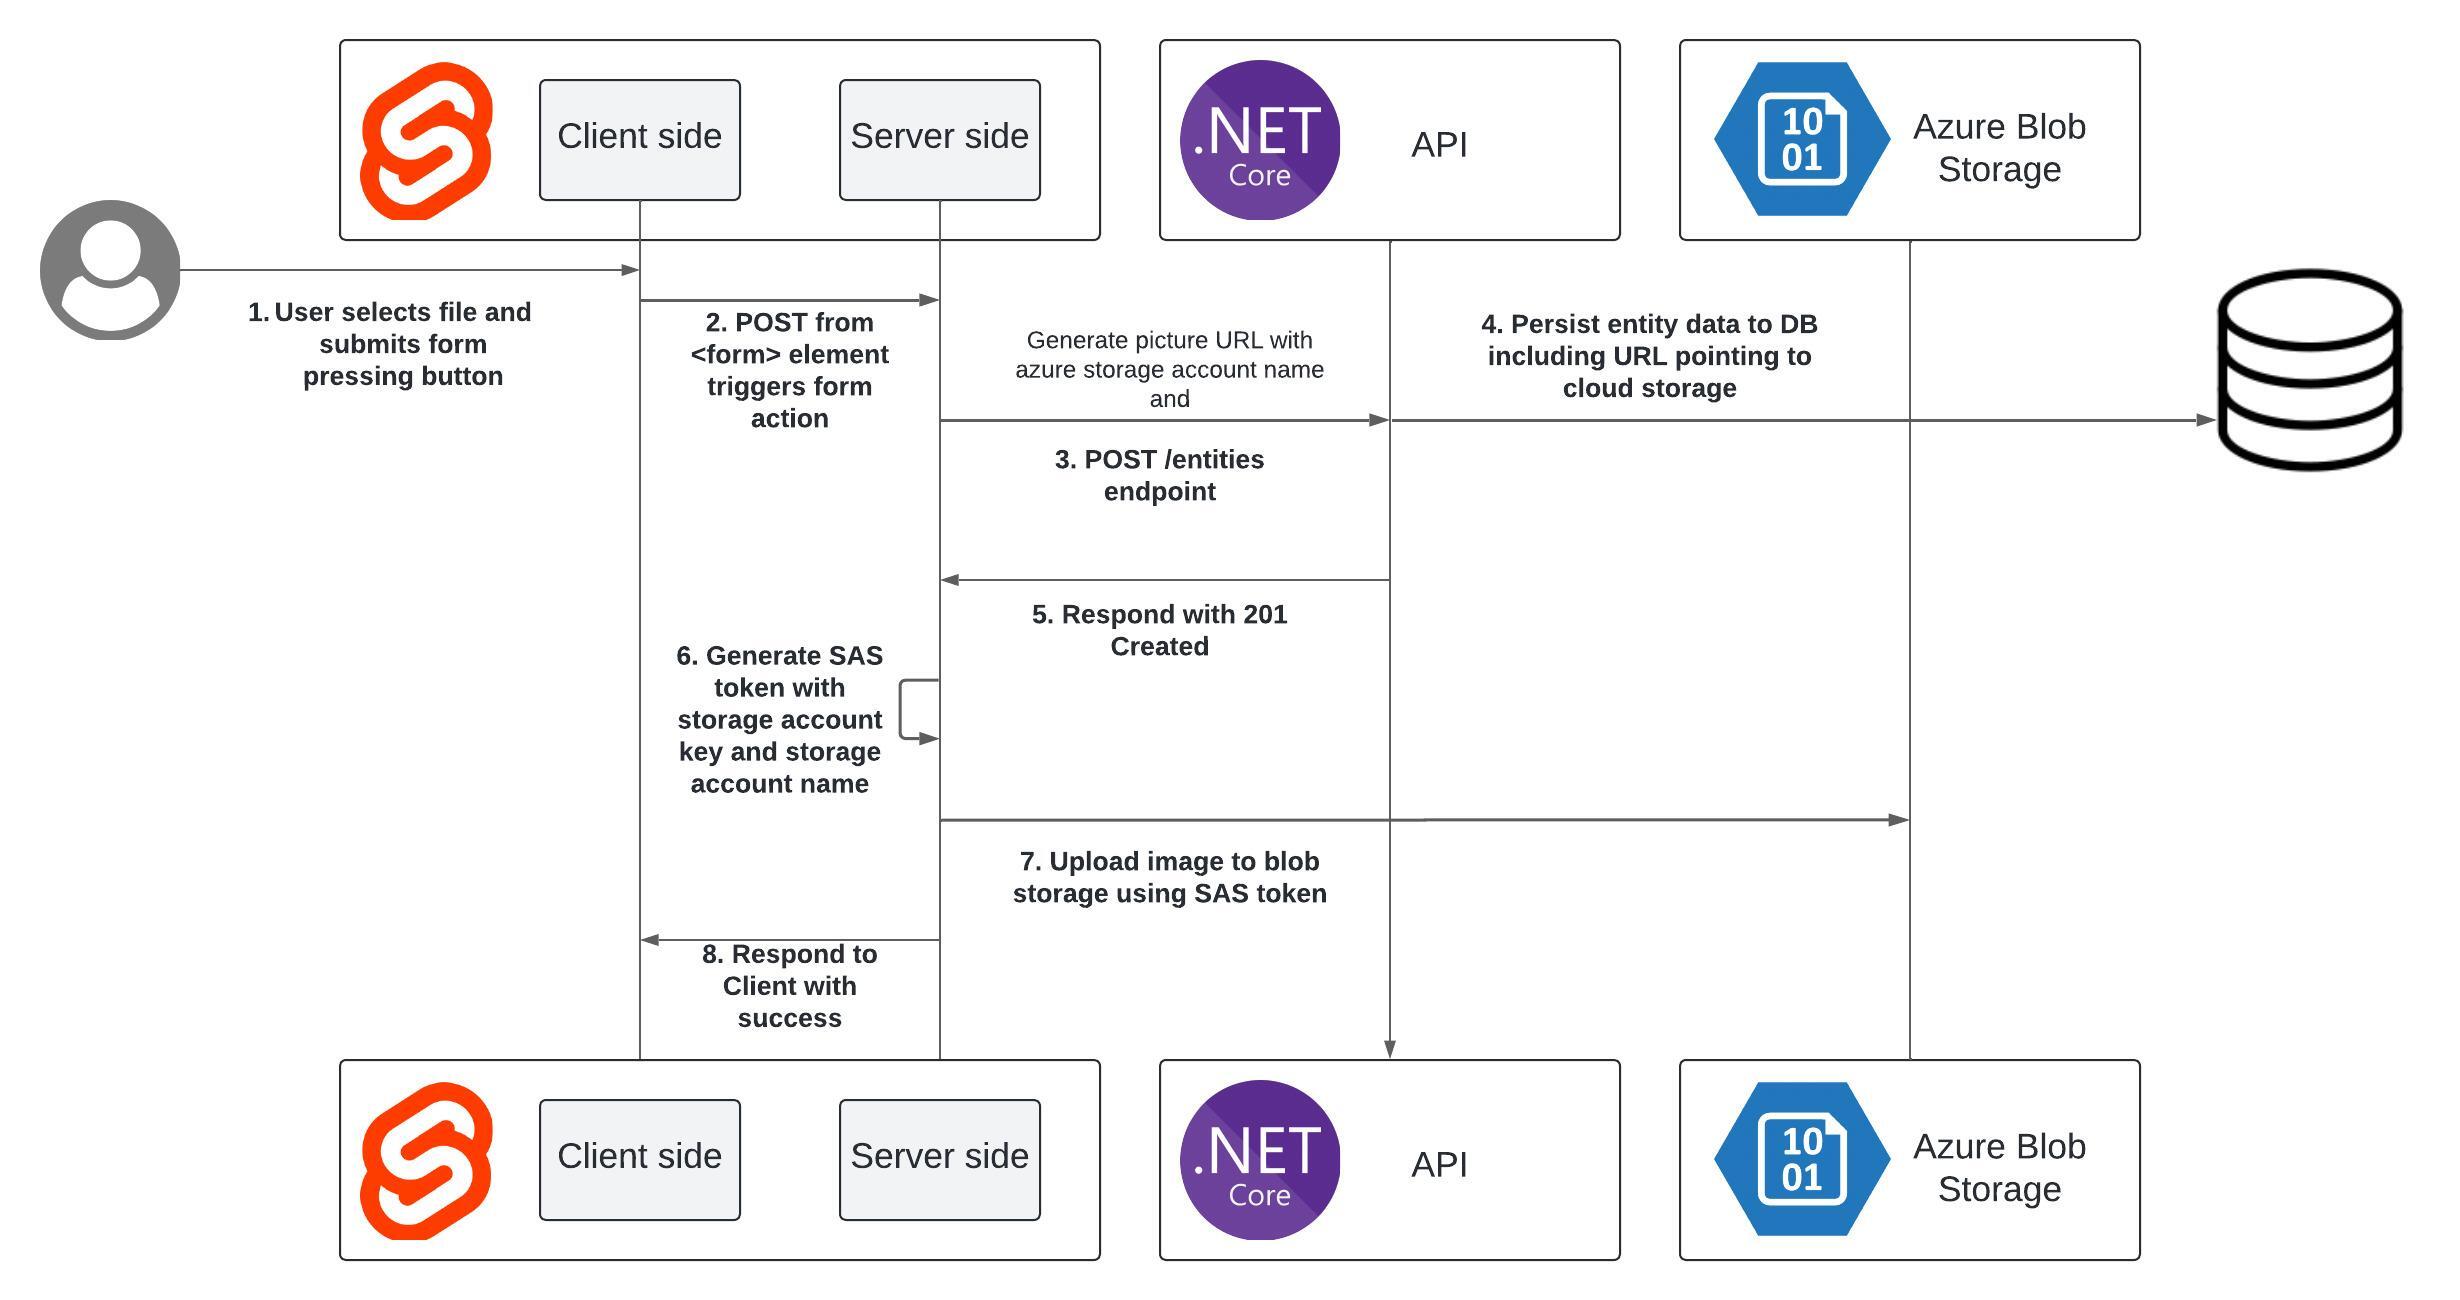 Client side
Server side
.NET
Core
API
10
01
Azure Blob
Storage
1. User selects file and
submits form
pressing button
2. POST from
<form> element
triggers form
action
Generate picture URL with
azure storage account name
and
3. POST /entities
endpoint
4. Persist entity data to DB
including URL pointing to
cloud storage
5. Respond with 201
Created
6. Generate SAS
token with
storage account
key and storage
account name
7. Upload image to blob
storage using SAS token
8. Respond to
Client with
success
Client side
Server side
.NET
Core
API
10
01
Azure Blob
Storage